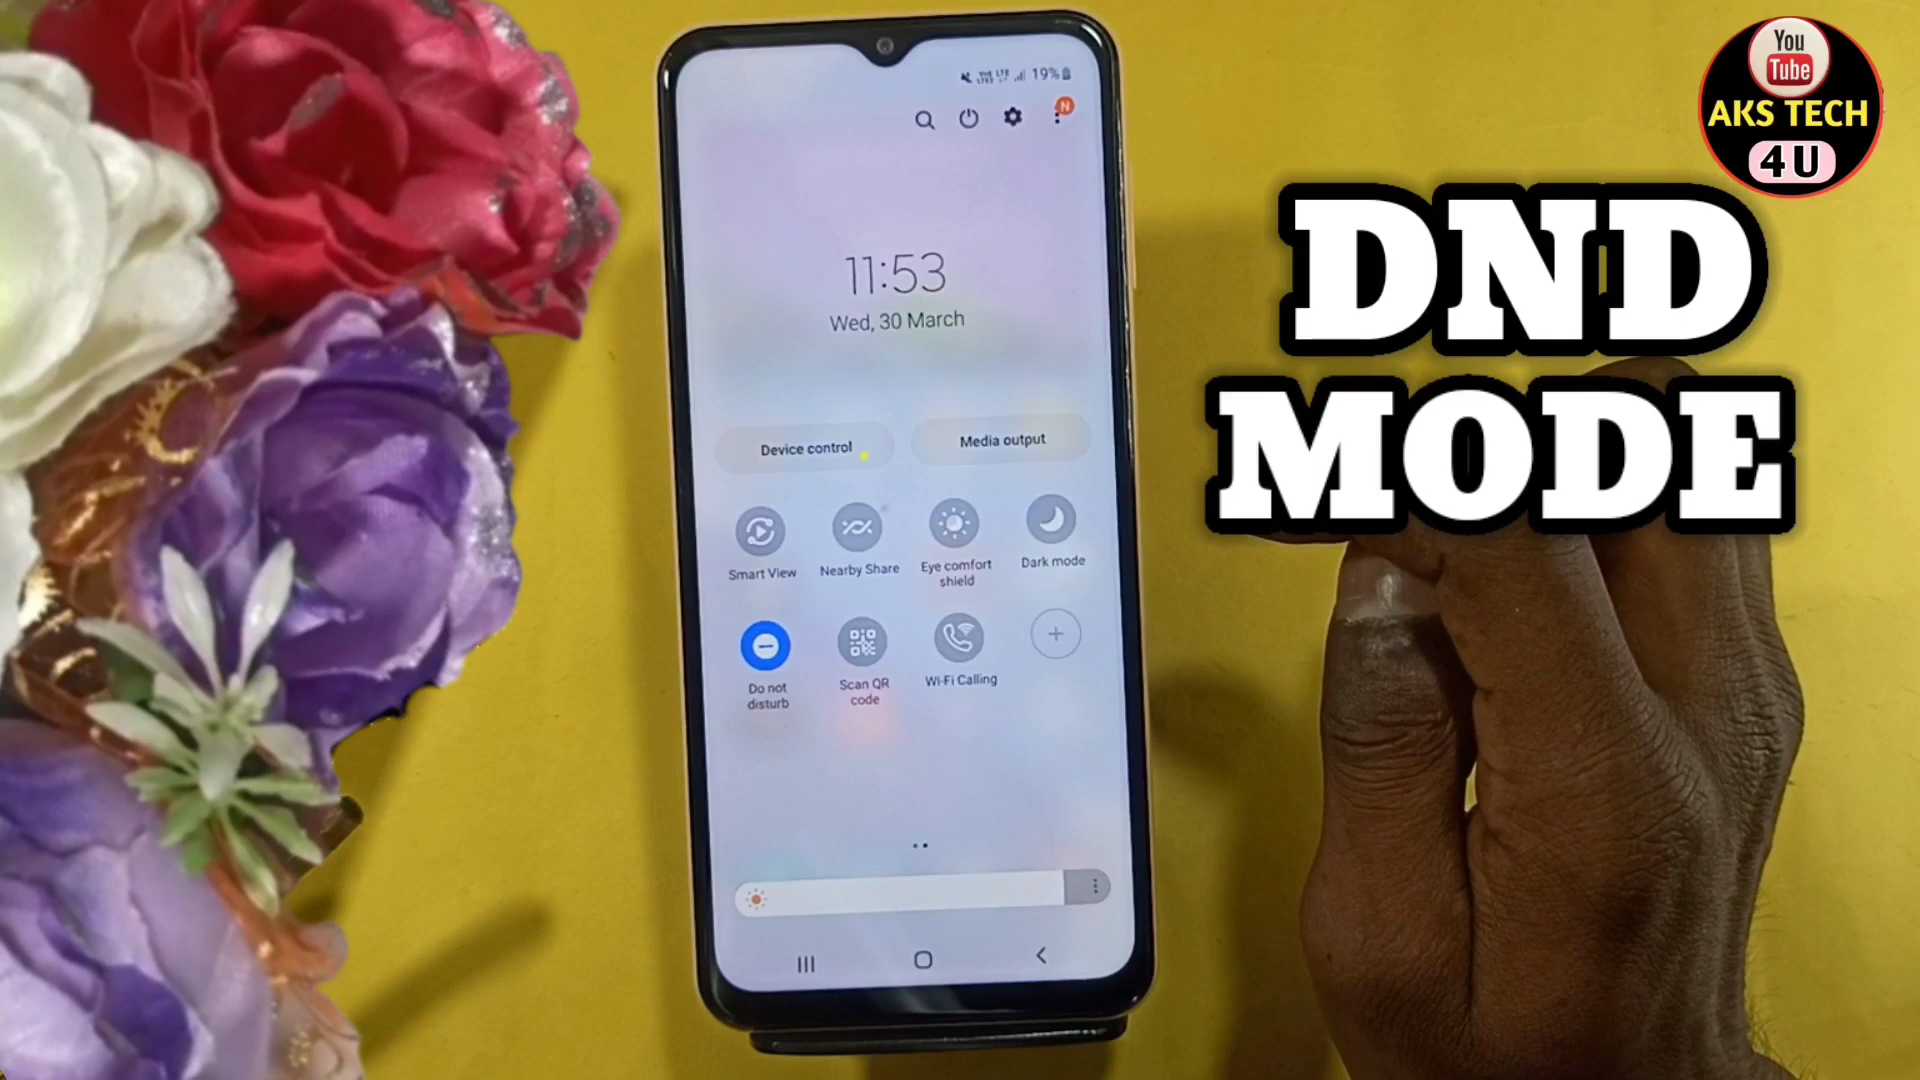 You
Tube
AKS TECH
4 U
DND
MODE
19%
N
11:53
Wed, 30 March
Device control
Media output
Smart View
Nearby Share
Eye comfort
shield
Dark mode
Do not
disturb
Scan QR
code
Wi-Fi Calling